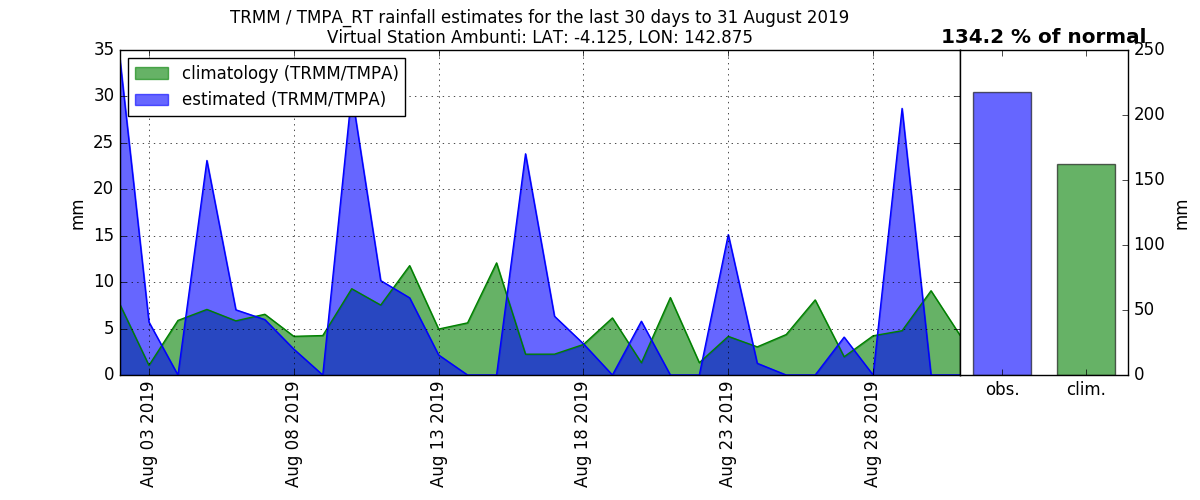 TRMM / TMPA_RT rainfall estimates for the last 30 days to 31 August 2019
Virtual Station Ambunti: LAT: -4.125, LON: 142.875
134.2 % of normal
climatology (TRMM/TMPA)
estimated (TRMM/TMPA)
35
30
25
20
15
10
5
0
mm
Aug 03 2019
Aug 08 2019
Aug 13 2019
Aug 18 2019
Aug 23 2019
Aug 28 2019
250
200
150
100
50
0
mm
obs.
clim.